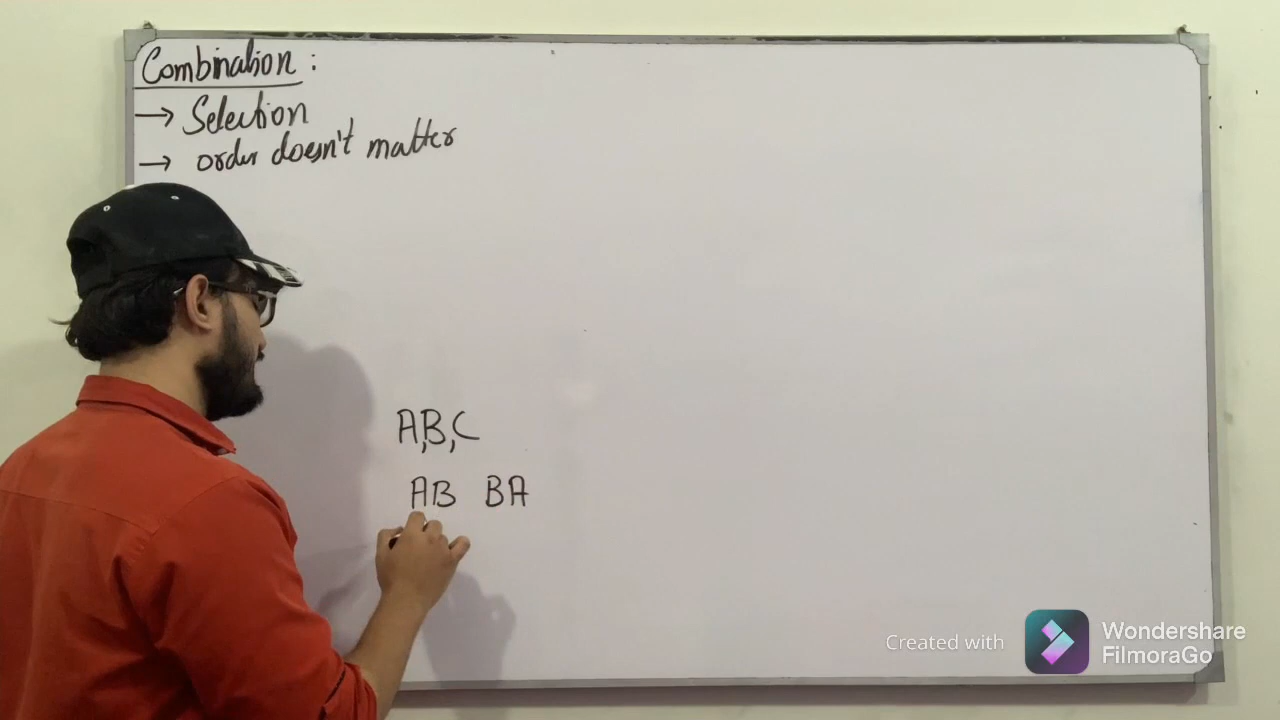 Combination :
→ Selection
→ order doesn't matter
A,B,C
AB BA
Created with
Wondershare
FilmoraGo